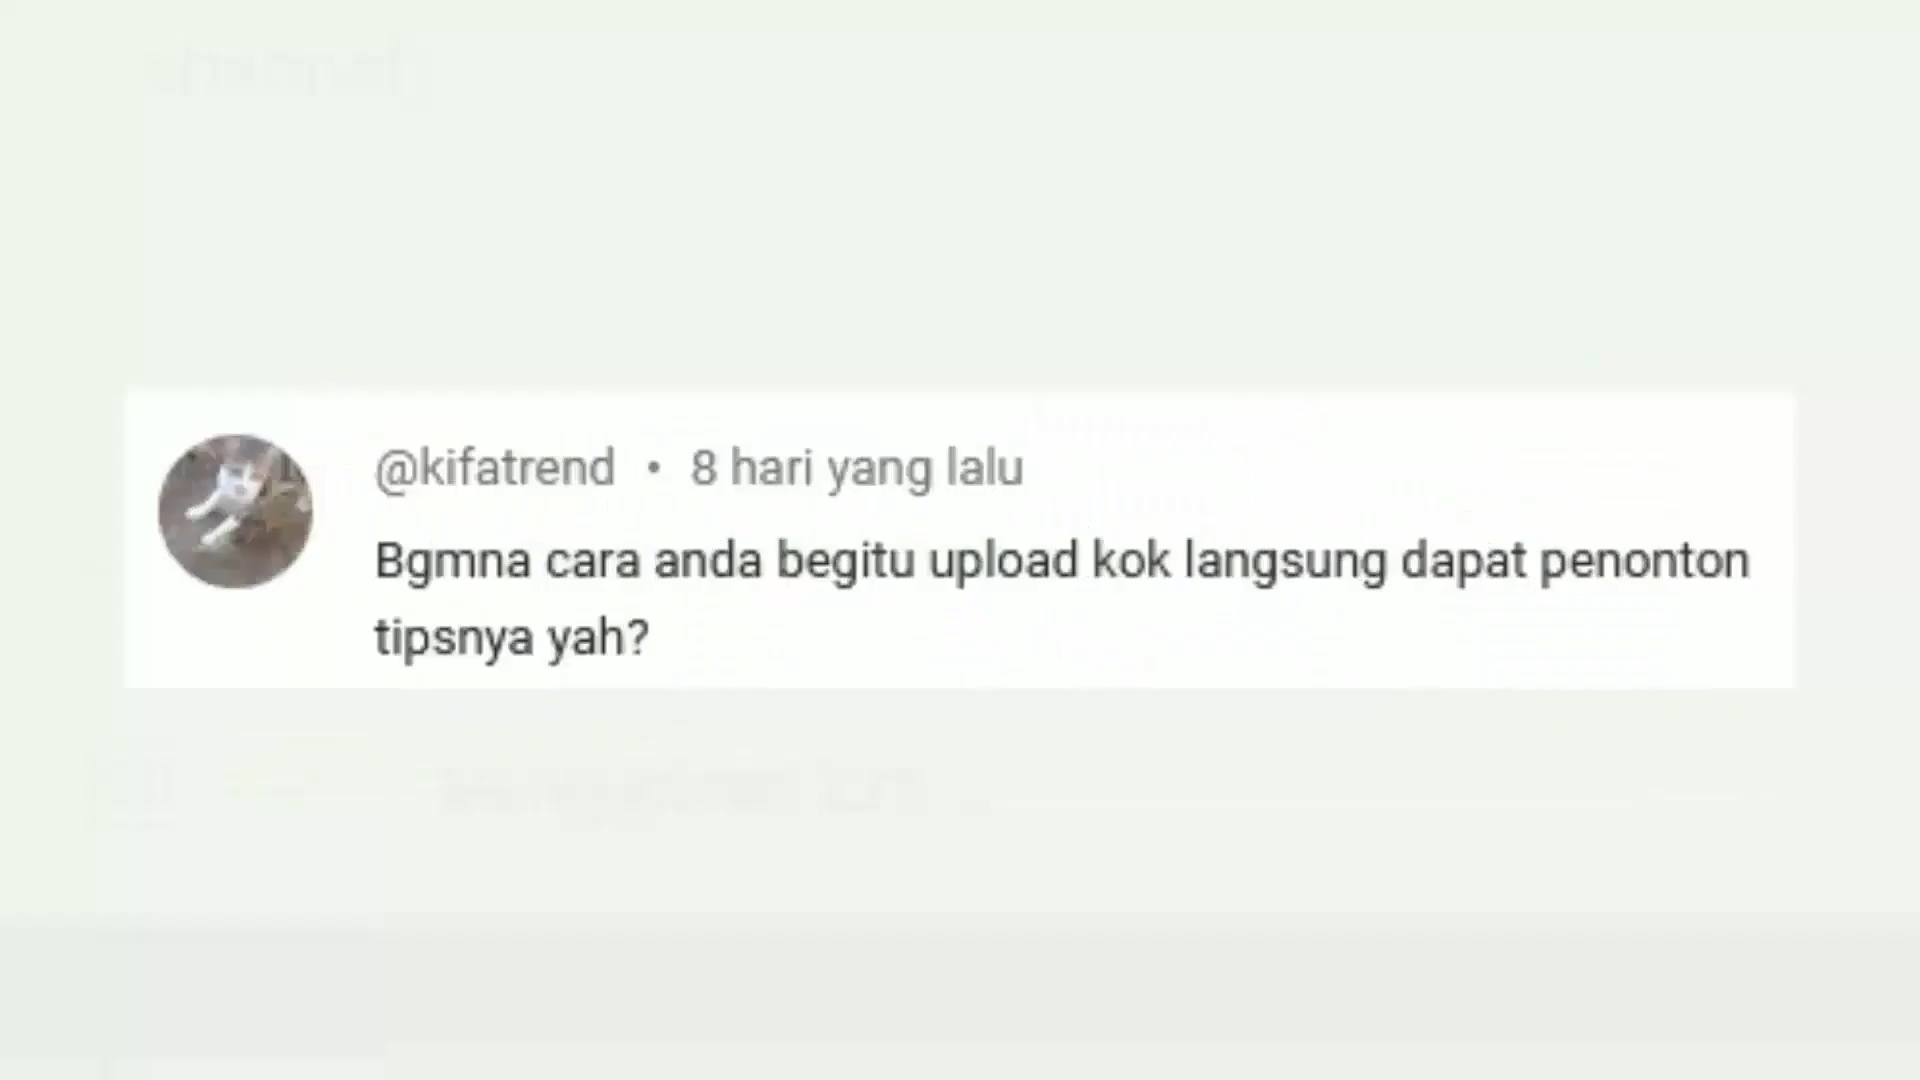 @kifatrend • 8 hari yang lalu
Bgmna cara anda begitu upload kok langsung dapat penonton
tipsnya yah?